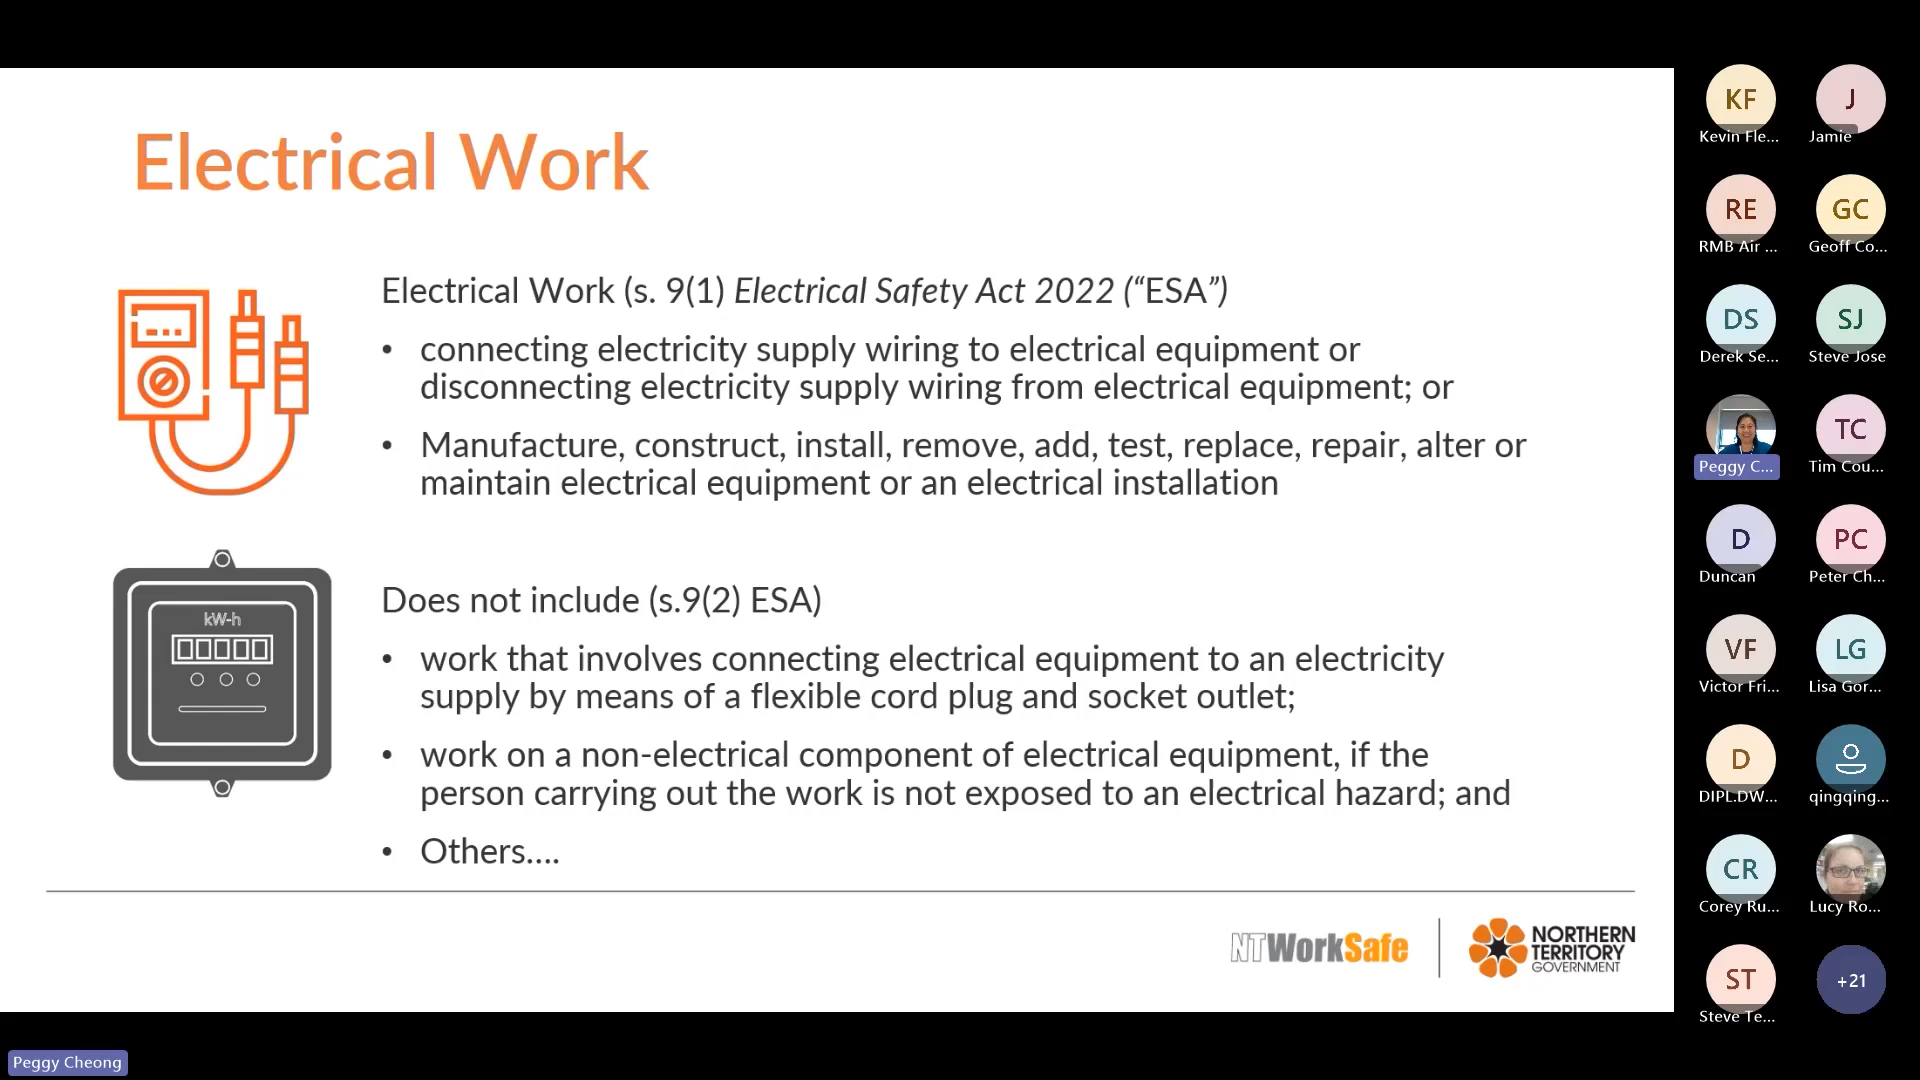 Electrical Work
Electrical Work (s. 9(1) Electrical Safety Act 2022 (“ESA”)
• connecting electricity supply wiring to electrical equipment or
disconnecting electricity supply wiring from electrical equipment; or
• Manufacture, construct, install, remove, add, test, replace, repair, alter or
maintain electrical equipment or an electrical installation
kW-h
00000
Does not include (s.9(2) ESA)
• work that involves connecting electrical equipment to an electricity
supply by means of a flexible cord plug and socket outlet;
• work on a non-electrical component of electrical equipment, if the
person carrying out the work is not exposed to an electrical hazard; and
• Others....
NTWorkSafe
NORTHERN
TERRITORY
GOVERNMENT
Peggy Cheong
KF
Kevin Fle...
J
Jamie
RE
RMB Air ...
GC
Geoff Co...
DS
Derek Se...
SJ
Steve Jose
Peggy C...
TC
Tim Cou...
D
Duncan
PC
Peter Ch...
VF
Victor Fri...
LG
Lisa Gor...
D
DIPL.DW...
qingqing...
CR
Corey Ru...
Lucy Ro...
ST
Steve Te...
+21